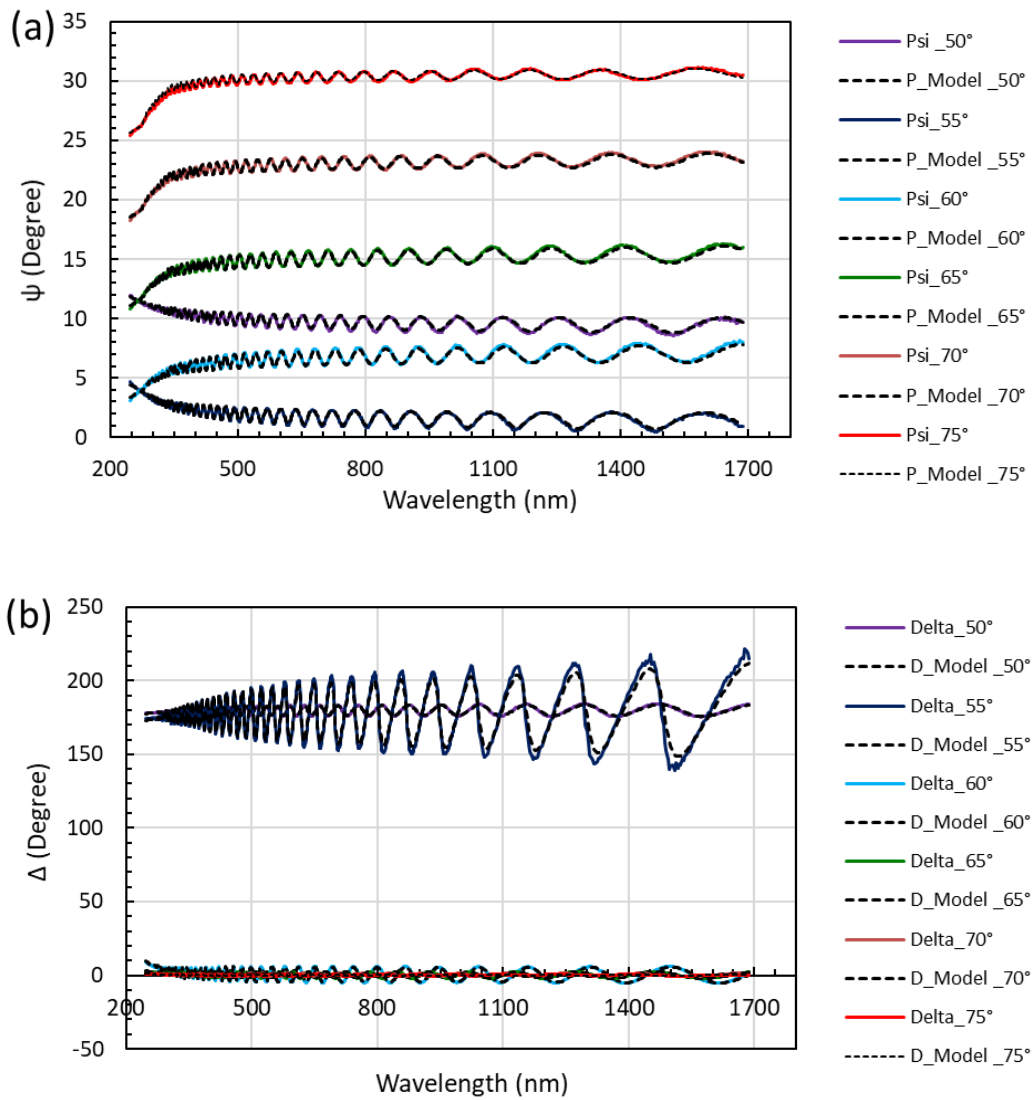 (a)
35
30
25
20
15
10
5
0
ψ (Degree)
200 500 800 1100 1400 1700
Wavelength (nm)
Psi _50°
P_Model _50°
Psi_55°
P_Model _55°
Psi_60°
P_Model _60°
Psi_65°
P_Model _65°
Psi_70°
P_Model _70°
Psi_75°
P_Model _75°
(b)
250
200
150
100
50
0
-50
Δ (Degree)
200 500 800 1100 1400 1700
Wavelength (nm)
Delta_50°
D_Model _50°
Delta_55°
D_Model _55°
Delta_60°
D_Model _60°
Delta_65°
D_Model _65°
Delta_70°
D_Model _70°
Delta_75°
D_Model _75°